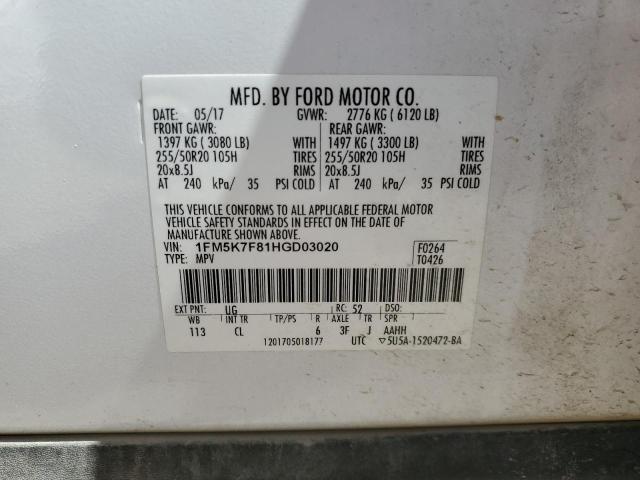 MFD. BY FORD MOTOR CO.
DATE: 05/17 GVWR: 2776 KG ( 6120 LB)
FRONT GAWR: REAR GAWR:
1397 KG ( 3080 LB) WITH 1497 KG ( 3300 LB) WITH
255/50R20 105H TIRES 255/50R20 105H TIRES
20x8.5J RIMS 20x8.5J RIMS
AT 240 kPa/ 35 PSI COLD AT 240 kPa/ 35 PSI COLD
THIS VEHICLE CONFORMS TO ALL APPLICABLE FEDERAL MOTOR
VEHICLE SAFETY STANDARDS IN EFFECT ON THE DATE OF
MANUFACTURE SHOWN ABOVE.
VIN: 1FM5K7F81HGD03020 F0264
TYPE: MPV T0426
EXT PNT: UG RC: 52 DSO:
WB INT TR TP/PS R AXLE TR SPR
113 CL 6 3F J AAHH
1201705018177 UTC ▽5U5A-1520472-BA